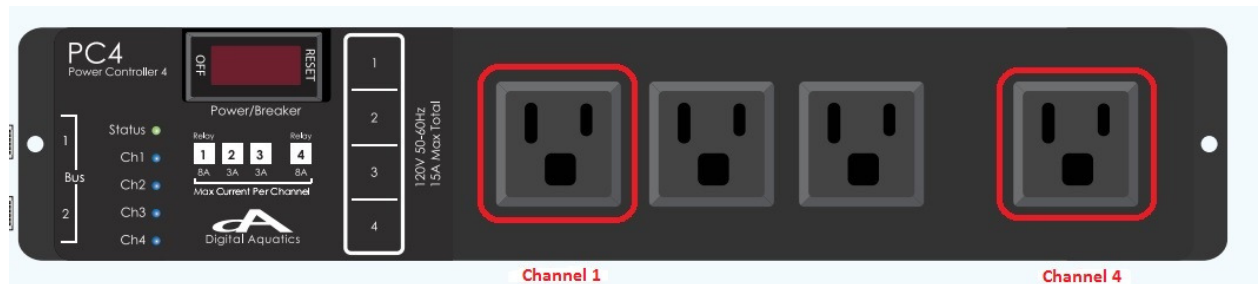 PC4
Power Controller 4
OFF
RESET
Power/Breaker
1
Bus
2
Status
Ch1
Ch2
Ch3
Ch4
Relay Relay
1 2 3 4
8A 3A 3A 8A
Max Current Per Channel
dA
Digital Aquatics
1
2
3
4
120V 50-60Hz
15A Max Total
Channel 1
Channel 4